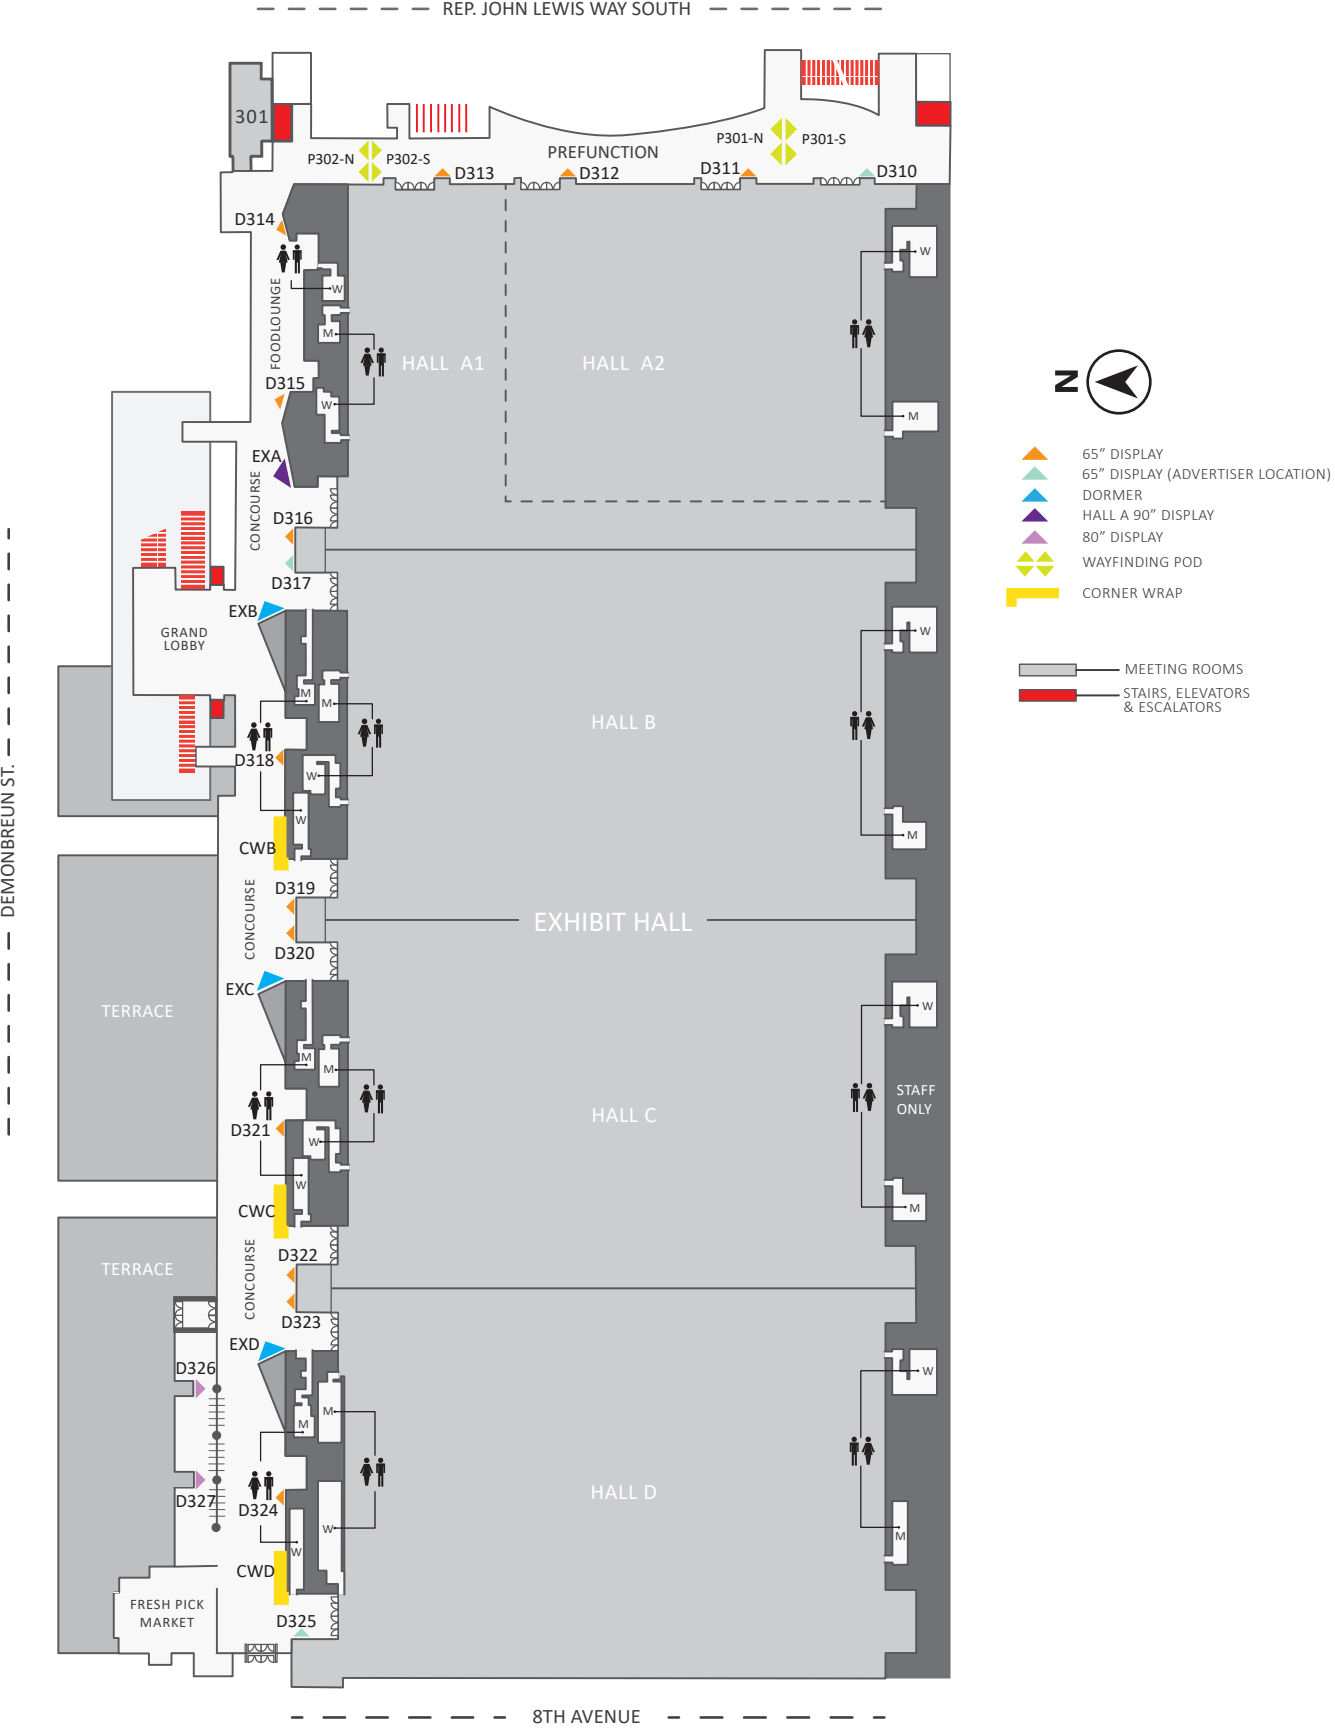 REP. JOHN LEWIS WAY SOUTH
301
P302-N
P302-S
PREFUNCTION
P301-N
P301-S
D313
D312
D311
D310
D314
W
W
FOODLOUNGE
M
HALL A1
HALL A2
D315
W
M
N
EXA
CONCOURSE
65” DISPLAY
65” DISPLAY (ADVERTISER LOCATION)
DORMER
HALL A 90” DISPLAY
80” DISPLAY
WAYFINDING POD
CORNER WRAP
MEETING ROOMS
STAIRS, ELEVATORS
& ESCALATORS
D316
D317
EXB
GRAND
LOBBY
W
M
M
HALL B
D318
W
W
M
CWB
DEMONBREUN ST.
D319
CONCOURSE
EXHIBIT HALL
D320
EXC
TERRACE
W
M
M
STAFF
ONLY
HALL C
D321
W
W
CWC
M
D322
CONCOURSE
TERRACE
D323
EXD
D326
W
M
M
D327
D324
HALL D
W
W
M
CWD
FRESH PICK
MARKET
D325
8TH AVENUE